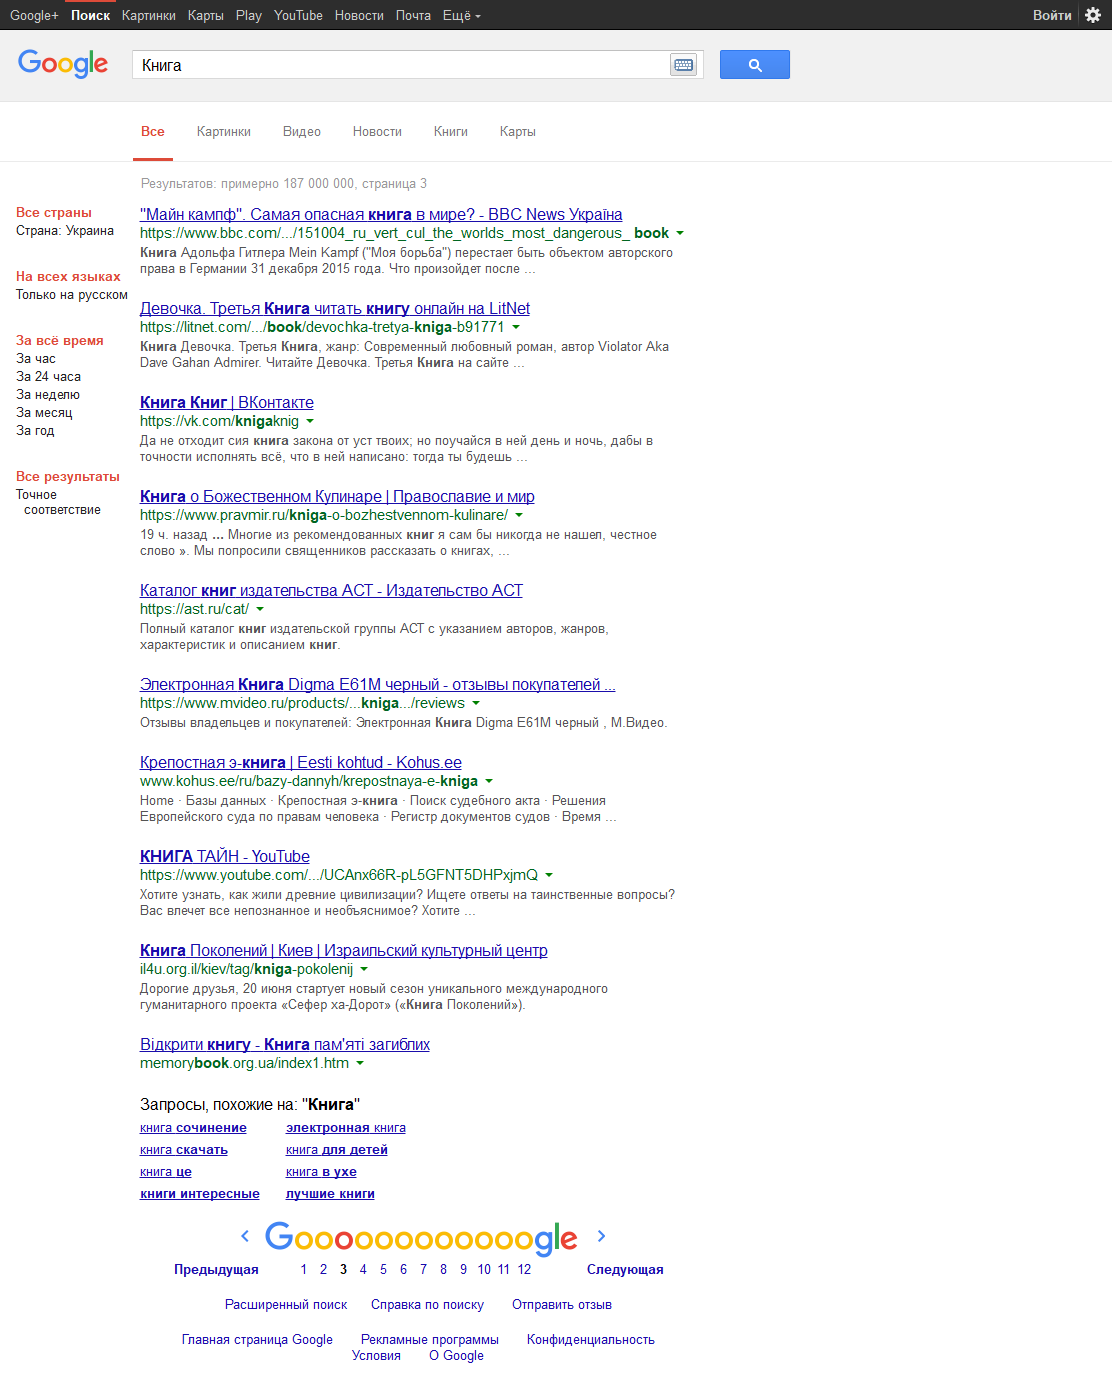 Google+ Поиск Картинки Карты Play YouTube Новости Почта Ещё Войти
Google Книга
Все Картинки Видео Новости Книги Карты
Результатов: примерно 187 000 000, страница 3
Все страны
Страна: Украина
На всех языках
Только на русском
За всё время
За час
За 24 часа
За неделю
За месяц
За год
Все результаты
Точное
соответствие
"Майн кампф". Самая опасная книга в мире? - BBC News Україна
https://www.bbc.com/.../151004_ru_vert_cul_the_worlds_most_dangerous_ book
Книга Адольфа Гитлера Mein Kampf ("Моя борьба") перестает быть объектом авторского
права в Германии 31 декабря 2015 года. Что произойдет после ...
Девочка. Третья Книга читать книгу онлайн на LitNet
https://litnet.com/.../book/devochka-tretya-kniga-b91771
Книга Девочка. Третья Книга, жанр: Современный любовный роман, автор Violator Aka
Dave Gahan Admirer. Читайте Девочка. Третья Книга на сайте ...
Книга Книг | ВКонтакте
https://vk.com/knigaknig
Да не отходит сия книга закона от уст твоих; но поучайся в ней день и ночь, дабы в
точности исполнять всё, что в ней написано: тогда ты будешь ...
Книга о Божественном Кулинаре | Православие и мир
https://www.pravmir.ru/kniga-o-bozhestvennom-kulinare/
19 ч. назад ... Многие из рекомендованных книг я сам бы никогда не нашел, честное
слово ». Мы попросили священников рассказать о книгах, ...
Каталог книг издательства АСТ - Издательство АСТ
https://ast.ru/cat/
Полный каталог книг издательской группы АСТ с указанием авторов, жанров,
характеристик и описанием книг.
Электронная Книга Digma E61M черный - отзывы покупателей ...
https://www.mvideo.ru/products/...kniga.../reviews
Отзывы владельцев и покупателей: Электронная Книга Digma E61M черный , М.Видео.
Крепостная э-книга | Eesti kohtud - Kohus.ee
www.kohus.ee/ru/bazy-dannyh/krepostnaya-e-kniga
Home · Базы данных · Крепостная э-книга · Поиск судебного акта · Решения
Европейского суда по правам человека · Регистр документов судов · Время ...
КНИГА ТАЙН - YouTube
https://www.youtube.com/.../UCAnx66R-pL5GFNT5DHPxjmQ
Хотите узнать, как жили древние цивилизации? Ищете ответы на таинственные вопросы?
Вас влечет все непознанное и необъяснимое? Хотите ...
Книга Поколений | Киев | Израильский культурный центр
il4u.org.il/kiev/tag/kniga-pokolenij
Дорогие друзья, 20 июня стартует новый сезон уникального международного
гуманитарного проекта «Сефер ха-Дорот» («Книга Поколений»).
Відкрити книгу - Книга пам'яті загиблих
memorybook.org.ua/index1.htm
Запросы, похожие на: "Книга"
книга сочинение электронная книга
книга скачать книга для детей
книга це книга в ухе
книги интересные лучшие книги
Goooooooooooogle
Предыдущая 1 2 3 4 5 6 7 8 9 10 11 12 Следующая
Расширенный поиск Справка по поиску Отправить отзыв
Главная страница Google Рекламные программы Конфиденциальность
Условия О Google